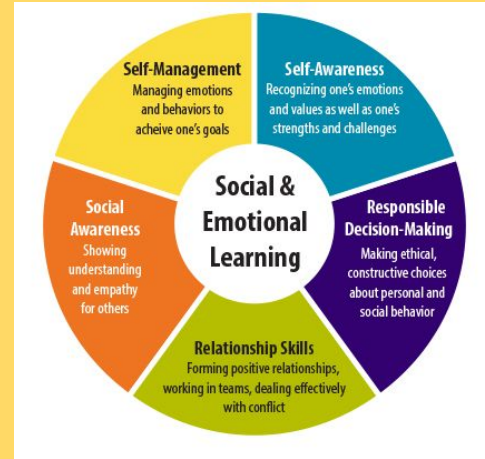 Self-Management
Managing emotions
and behaviors to
acheive one's goals
Self-Awareness
Recognizing one's emotions
and values as well as one's
strengths and challenges
Social &
Emotional
Learning
Social
Awareness
Showing
understanding
and empathy
for others
Responsible
Decision-Making
Making ethical,
constructive choices
about personal and
social behavior
Relationship Skills
Forming positive relationships,
working in teams, dealing effectively
with conflict